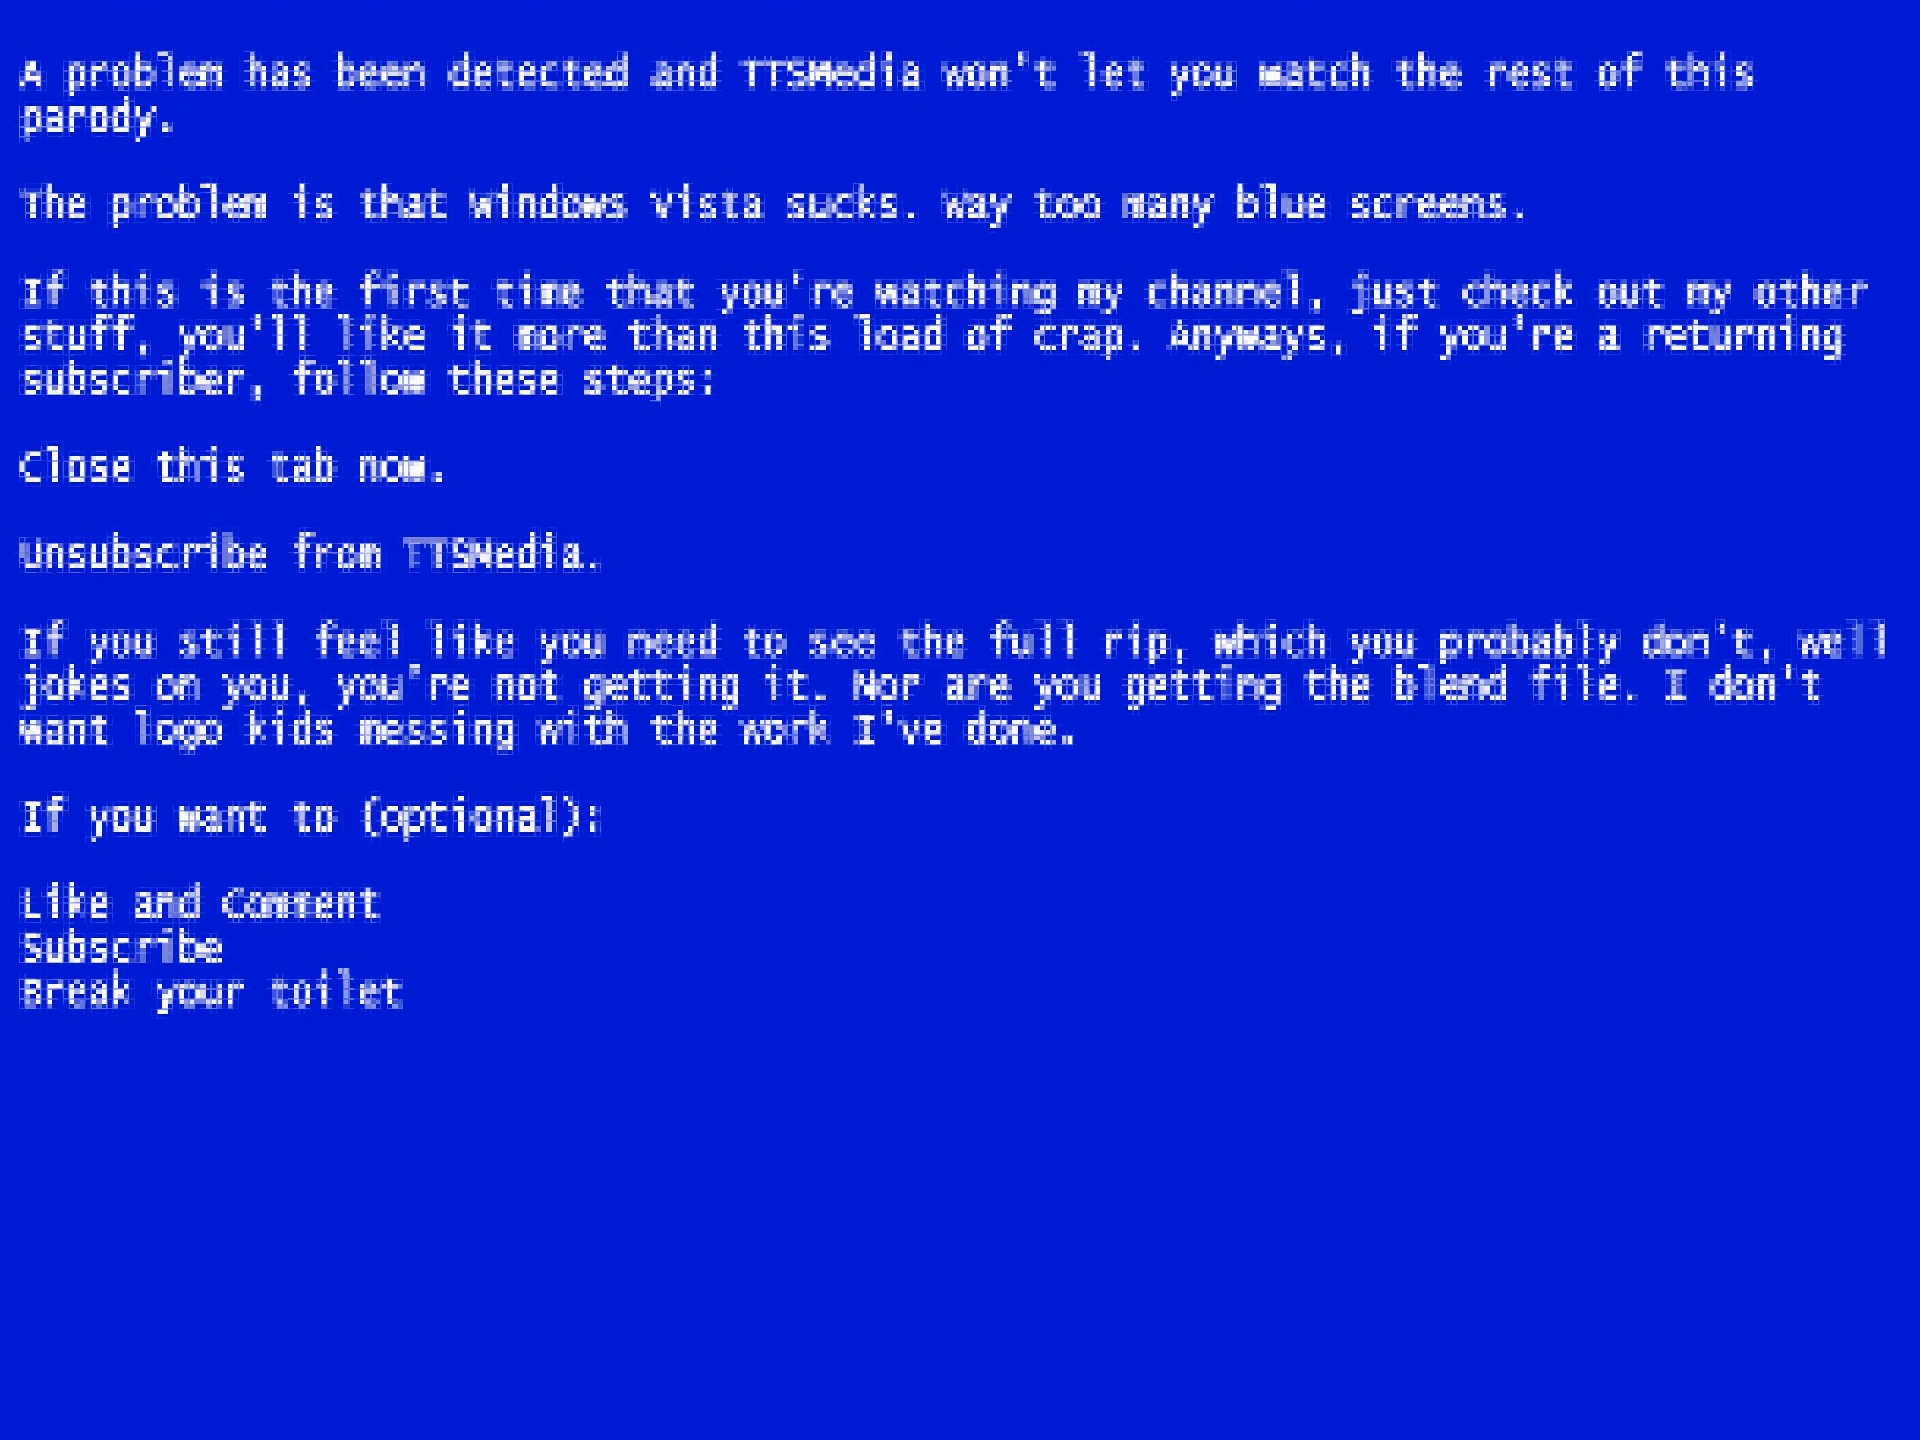 A problem has been detected and TTSMedia won't let you watch the rest of this
parody.
The problem is that windows vista sucks. Way too many blue screens.
If this is the first time that you're watching my channel, just check out my other
stuff, you'll like it more than this load of crap. Anyways, if you're a returning
subscriber, follow these steps:
Close this tab now.
Unsubscribe from TTSMedia.
If you still feel like you need to see the full rip, which you probably don't, well
jokes on you, you're not getting it. Nor are you getting the blend file. I don't
want logo kids messing with the work I've done.
If you want to (optional):
Like and Comment
Subscribe
Break your toilet